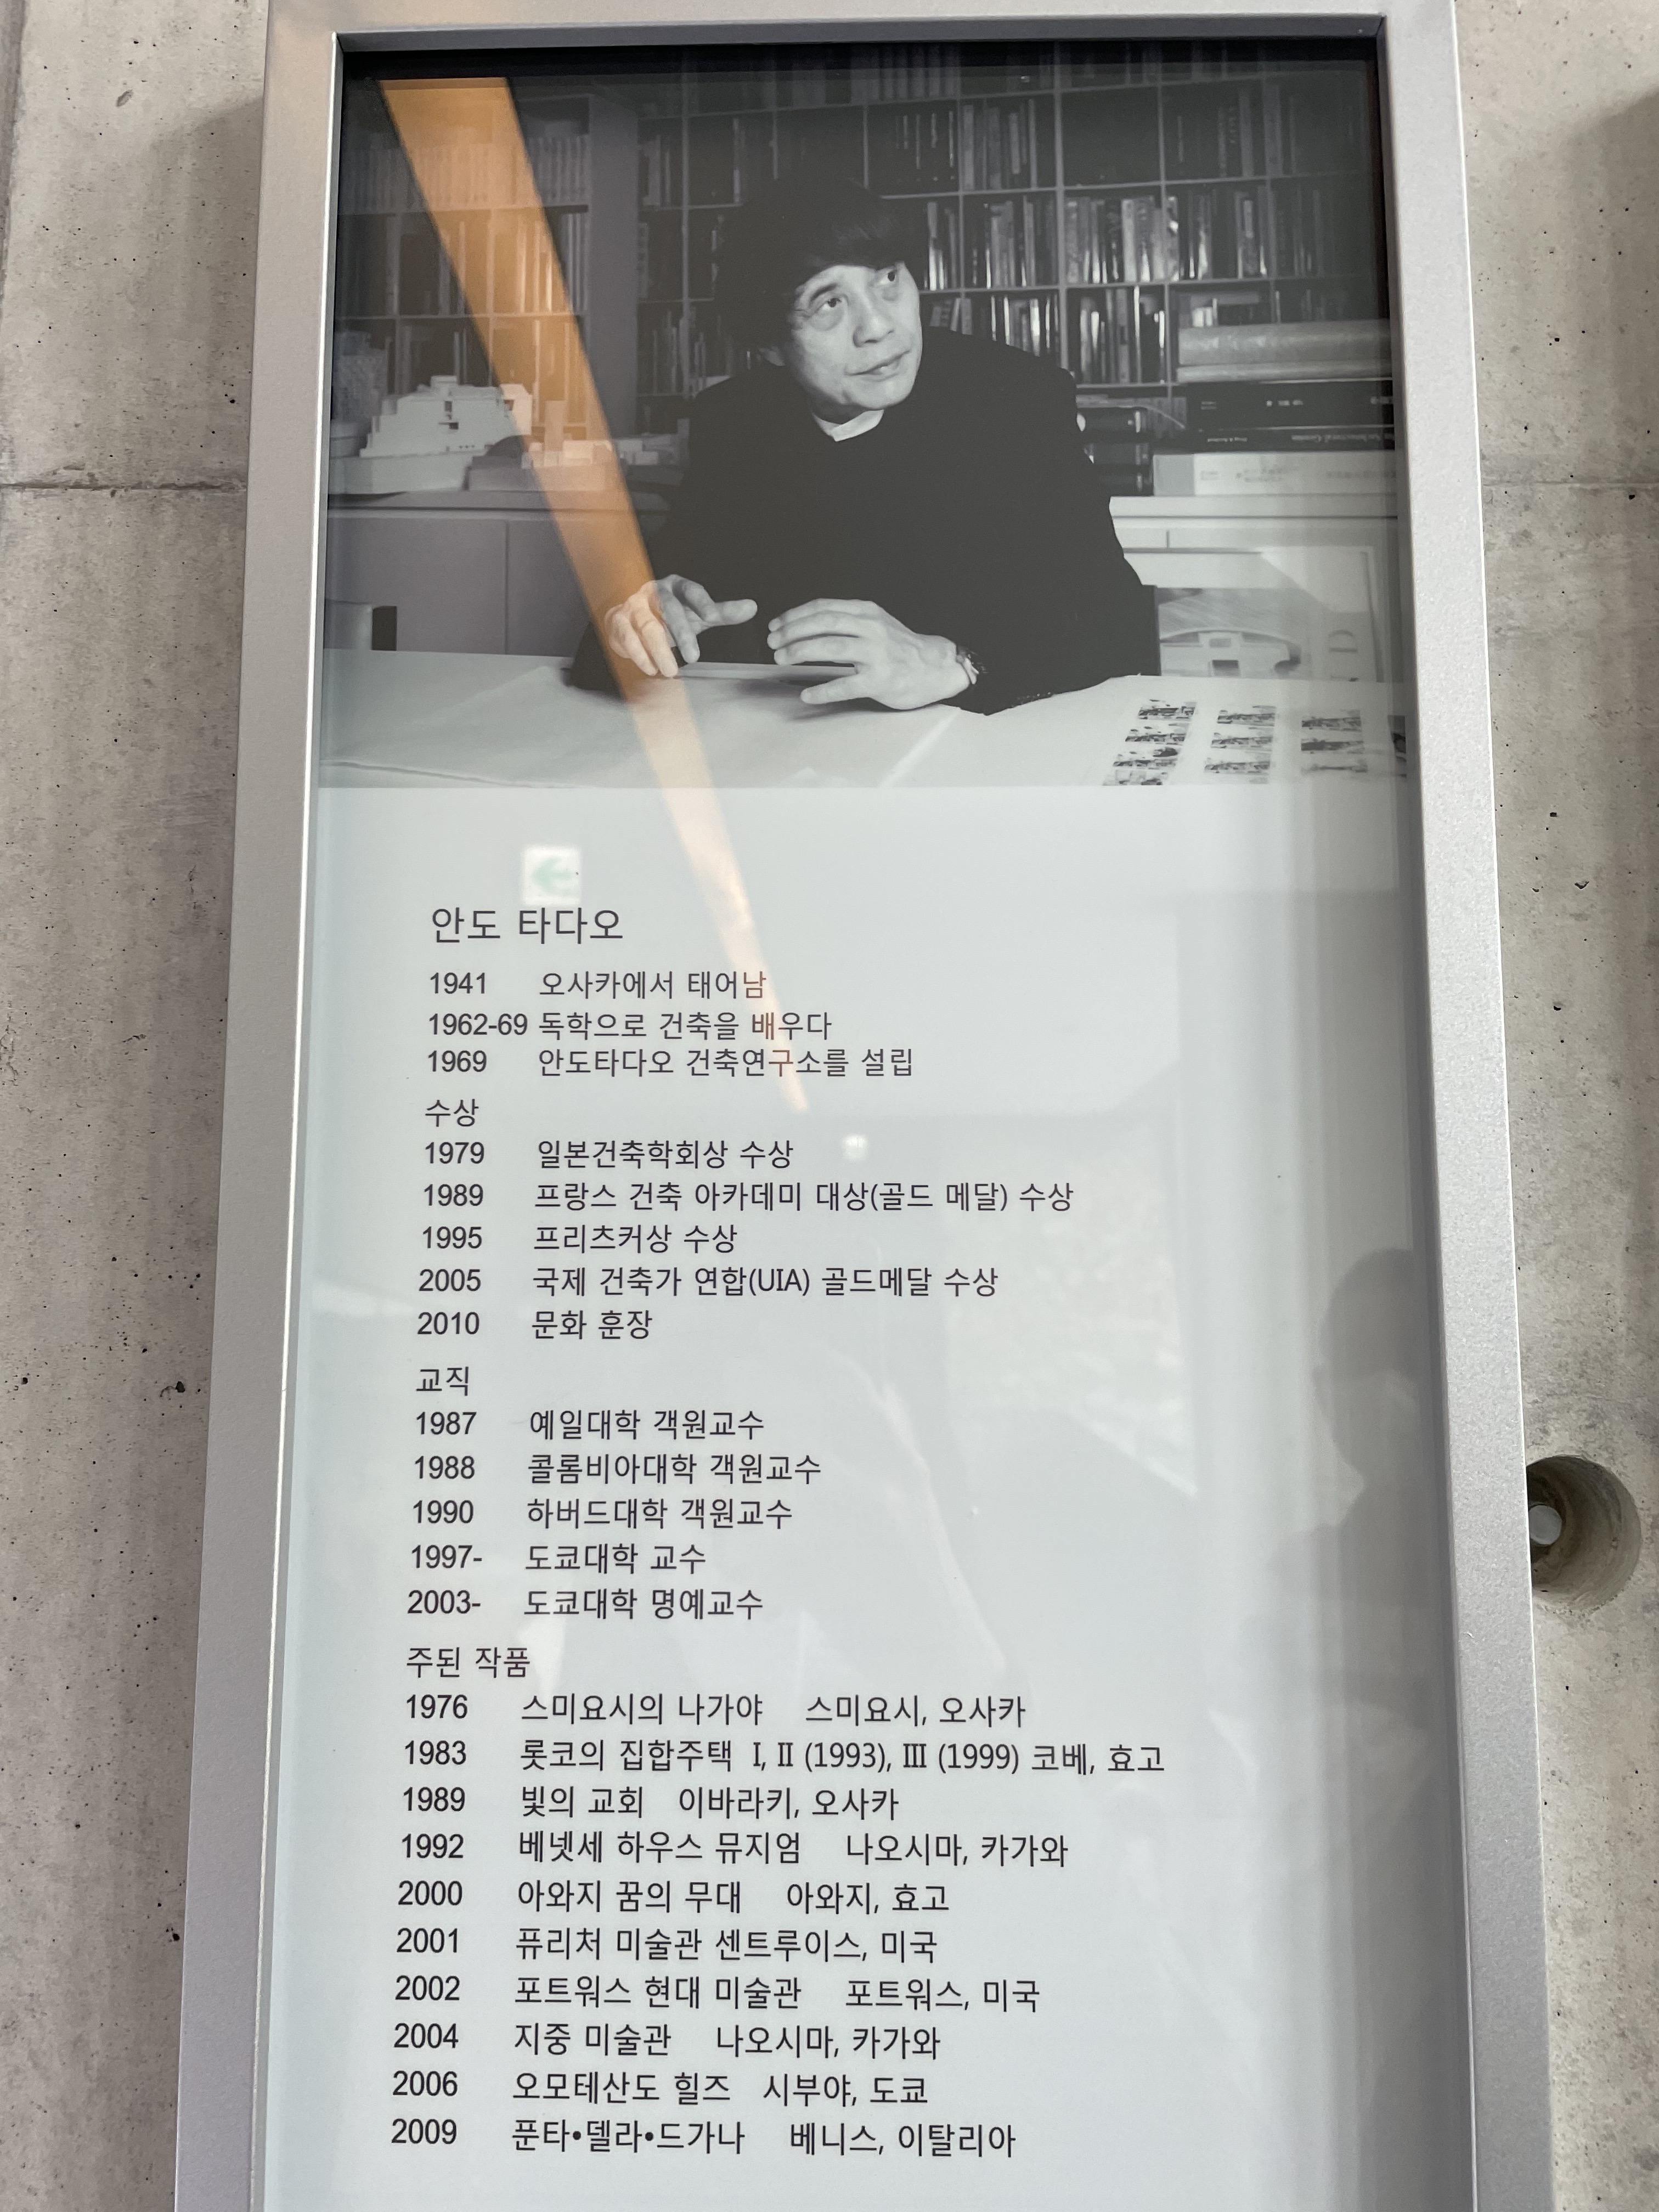 안도 타다오
1941 오사카에서 태어남
1962-69 독학으로 건축을 배우다
1969 안도타다오 건축연구소를 설립
수상
1979 일본건축학회상 수상
1989 프랑스 건축 아카데미 대상(골드 메달) 수상
1995 프리츠커상 수상
2005 국제 건축가 연합(UIA) 골드메달 수상
2010 문화 훈장
교직
1987 예일대학 객원교수
1988 콜롬비아대학 객원교수
1990 하버드대학 객원교수
1997- 도쿄대학 교수
2003- 도쿄대학 명예교수
주된 작품
1976 스미요시의 나가야 스미요시, 오사카
1983 롯코의 집합주택 Ⅰ, Ⅱ (1993), Ⅲ (1999) 코베, 효고
1989 빛의 교회 이바라키, 오사카
1992 베넷세 하우스 뮤지엄 나오시마, 카가와
2000 아와지 꿈의 무대 아와지, 효고
2001 퓨리처 미술관 센트루이스, 미국
2002 포트워스 현대 미술관 포트워스, 미국
2004 지중 미술관 나오시마, 카가와
2006 오모테산도 힐즈 시부야, 도쿄
2009 푼타•델라•드가나 베니스, 이탈리아